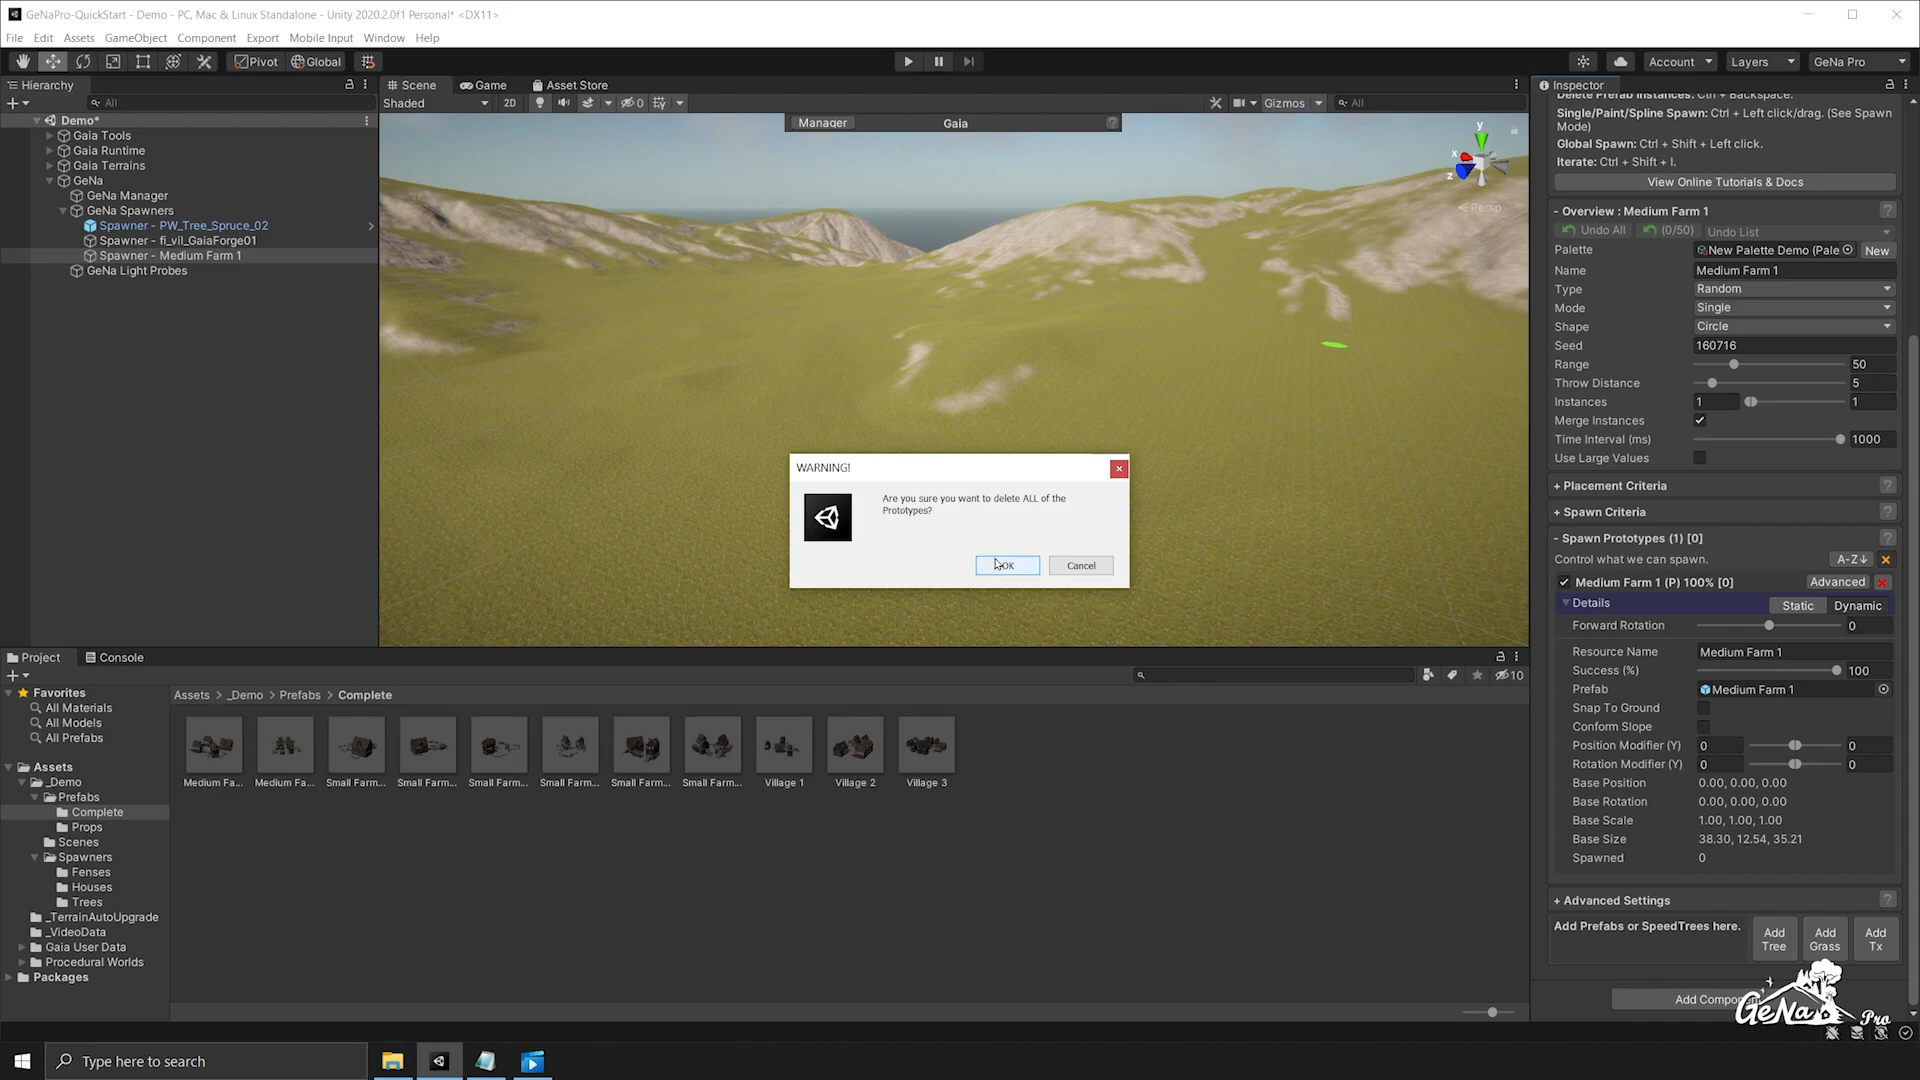 GeNaPro-QuickStart - Demo - PC, Mac & Linux Standalone - Unity 2020.2.0f1 Personal* <DX11>
File Edit Assets GameObject Component Export Mobile Input Window Help
Pivot Global Account Layers GeNa Pro
Hierarchy
All
Demo*
Gaia Tools
Gaia Runtime
Gaia Terrains
GeNa
GeNa Manager
GeNa Spawners
Spawner - PW_Tree_Spruce_02
Spawner - fi_vil_GaiaForge01
Spawner - Medium Farm 1
GeNa Light Probes
Scene Game Asset Store
Shaded 2D 0 Gizmos All
Manager Gaia
y
x
z
Persp
WARNING!
Are you sure you want to delete ALL of the
Prototypes?
OK Cancel
Inspector
Delete Prefab Instances: Ctrl + Backspace.
Single/Paint/Spline Spawn: Ctrl + Left click/drag. (See Spawn
Mode)
Global Spawn: Ctrl + Shift + Left click.
Iterate: Ctrl + Shift + I.
View Online Tutorials & Docs
- Overview : Medium Farm 1 ?
Undo All (0/50) Undo List
Palette New Palette Demo (Pale New
Name Medium Farm 1
Type Random
Mode Single
Shape Circle
Seed 160716
Range 50
Throw Distance 5
Instances 1 1
Merge Instances
Time Interval (ms) 1000
Use Large Values
+ Placement Criteria ?
+ Spawn Criteria ?
- Spawn Prototypes (1) [0] ?
Control what we can spawn. A-Z↓
Medium Farm 1 (P) 100% [0] Advanced
Details Static Dynamic
Forward Rotation 0
Resource Name Medium Farm 1
Success (%) 100
Prefab Medium Farm 1
Snap To Ground
Conform Slope
Position Modifier (Y) 0 0
Rotation Modifier (Y) 0 0
Base Position 0.00, 0.00, 0.00
Base Rotation 0.00, 0.00, 0.00
Base Scale 1.00, 1.00, 1.00
Base Size 38.30, 12.54, 35.21
Spawned 0
+ Advanced Settings ?
Add Prefabs or SpeedTrees here. Add Tree Add Grass Add Tx
Add Compon
GeNa Pro
Project Console
10
Favorites
All Materials
All Models
All Prefabs
Assets
_Demo
Prefabs
Complete
Props
Scenes
Spawners
Fenses
Houses
Trees
_TerrainAutoUpgrade
_VideoData
Gaia User Data
Procedural Worlds
Packages
Assets > _Demo > Prefabs > Complete
Medium Fa... Medium Fa... Small Farm... Small Farm... Small Farm... Small Farm... Small Farm... Small Farm... Village 1 Village 2 Village 3
Type here to search